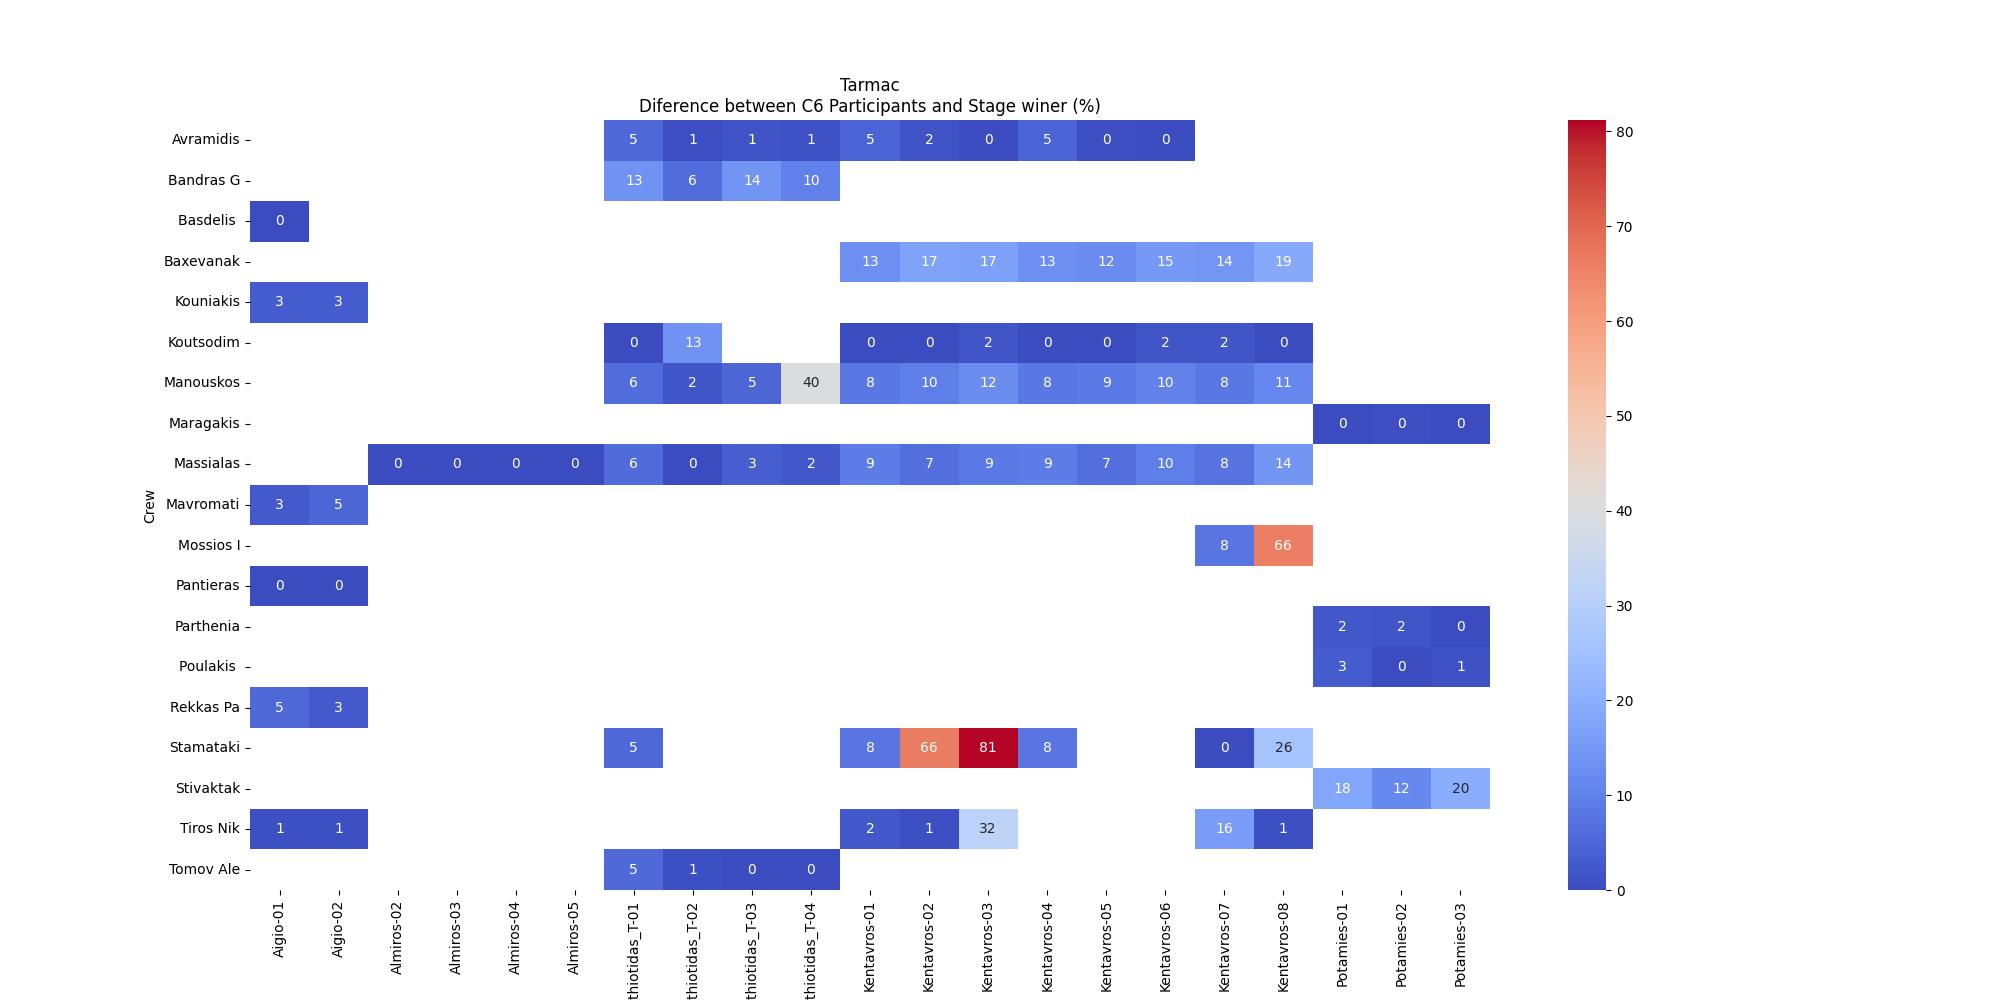 Tarmac
Diference between C6 Participants and Stage winer (%)
Crew
Avramidis 5 1 1 1 5 2 0 5 0 0
Bandras G 13 6 14 10
Basdelis 0
Baxevanak 13 17 17 13 12 15 14 19
Kouniakis 3 3
Koutsodim 0 13 0 0 2 0 0 2 2 0
Manouskos 6 2 5 40 8 10 12 8 9 10 8 11
Maragakis 0 0 0
Massialas 0 0 0 0 6 0 3 2 9 7 9 9 7 10 8 14
Mavromati 3 5
Mossios I 8 66
Pantieras 0 0
Parthenia 2 2 0
Poulakis 3 0 1
Rekkas Pa 5 3
Stamataki 5 8 66 81 8 0 26
Stivaktak 18 12 20
Tiros Nik 1 1 2 1 32 16 1
Tomov Ale 5 1 0 0
Aigio-01
Aigio-02
Almiros-02
Almiros-03
Almiros-04
Almiros-05
thiotidas_T-01
thiotidas_T-02
thiotidas_T-03
thiotidas_T-04
Kentavros-01
Kentavros-02
Kentavros-03
Kentavros-04
Kentavros-05
Kentavros-06
Kentavros-07
Kentavros-08
Potamies-01
Potamies-02
Potamies-03
80
70
60
50
40
30
20
10
0